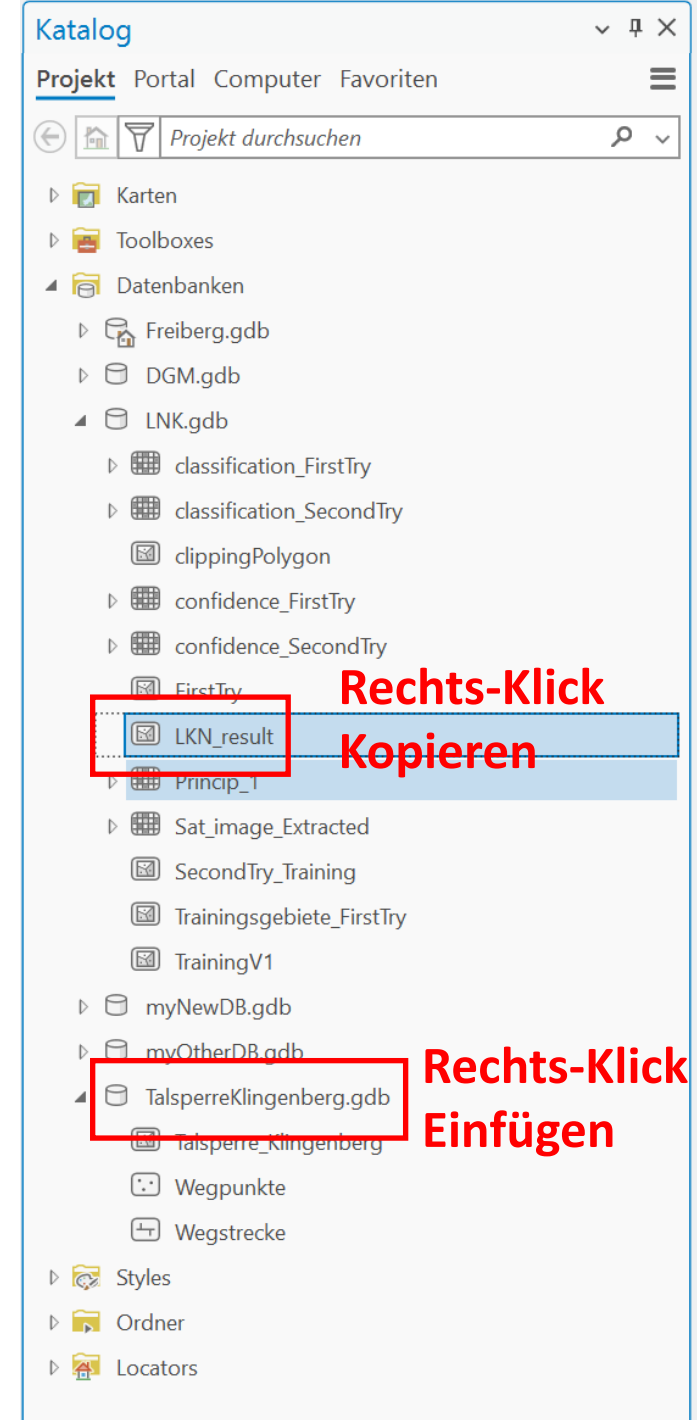 Katalog
Projekt Portal Computer Favoriten
Projekt durchsuchen
Karten
Toolboxes
Datenbanken
Freiberg.gdb
DGM.gdb
LNK.gdb
classification_FirstTry
classification_SecondTry
clippingPolygon
confidence_FirstTry
confidence_SecondTry
FirstTry
Rechts-Klick
LKN_result
Kopieren
Princip_1
Sat_image_Extracted
SecondTry_Training
Trainingsgebiete_FirstTry
TrainingV1
myNewDB.gdb
myOtherDB.gdb
Rechts-Klick
TalsperreKlingenberg.gdb
Einfügen
Talsperre_Klingenberg
Wegpunkte
Wegstrecke
Styles
Ordner
Locators